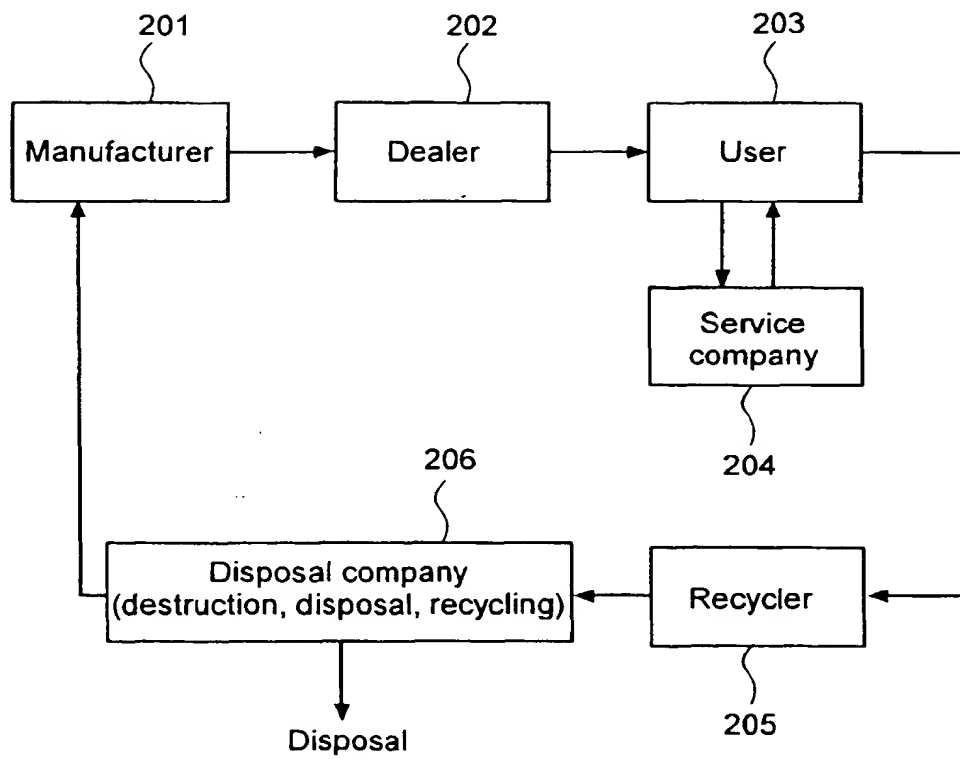 201
202
203
Manufacturer
Dealer
User
Service
company
204
206
Disposal company
(destruction, disposal, recycling)
Recycler
205
Disposal